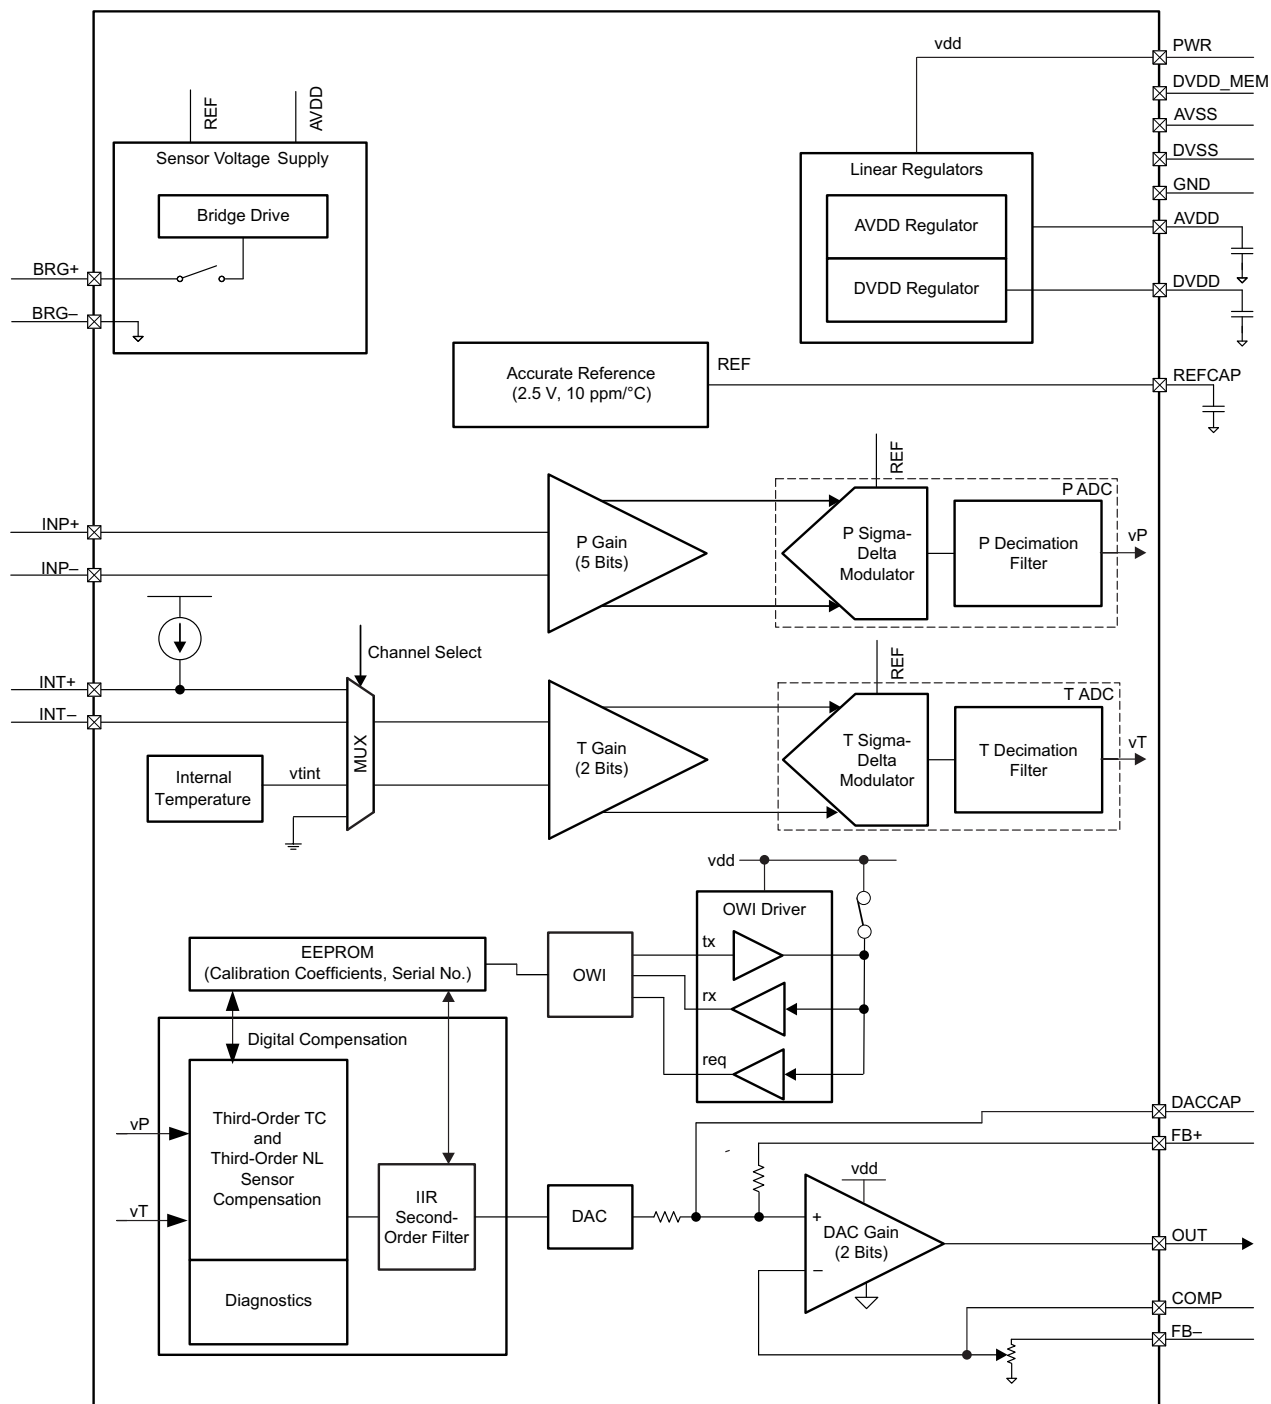 vdd
PWR
DVDD_MEM
AVSS
DVSS
GND
AVDD
DVDD
REFCAP
REF
AVDD
Sensor Voltage Supply
Bridge Drive
BRG+
BRG–
Linear Regulators
AVDD Regulator
DVDD Regulator
Accurate Reference
(2.5 V, 10 ppm/°C)
REF
INP+
INP–
P Gain
(5 Bits)
REF
P ADC
P Sigma-
Delta
Modulator
P Decimation
Filter
vP
INT+
INT–
Channel Select
MUX
Internal
Temperature
vtint
T Gain
(2 Bits)
REF
T ADC
T Sigma-
Delta
Modulator
T Decimation
Filter
vT
vdd
OWI Driver
tx
rx
req
OWI
EEPROM
(Calibration Coefficients, Serial No.)
Digital Compensation
vP
vT
Third-Order TC
and
Third-Order NL
Sensor
Compensation
Diagnostics
IIR
Second-
Order Filter
DAC
vdd
+
DAC Gain
(2 Bits)
–
DACCAP
FB+
OUT
COMP
FB–